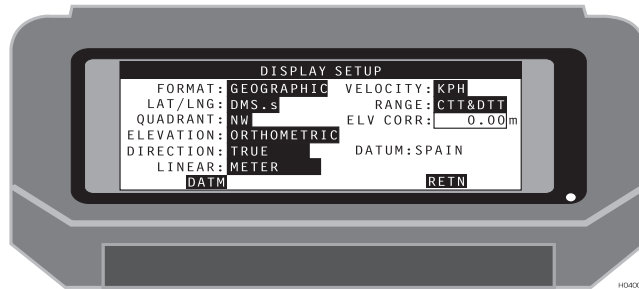 DISPLAY SETUP
FORMAT: GEOGRAPHIC VELOCITY: KPH
LAT/LNG: DMS.s RANGE: CTT&DTT
QUADRANT: NW ELV CORR: 0.00m
ELEVATION: ORTHOMETRIC
DIRECTION: TRUE DATUM:SPAIN
LINEAR: METER
DATM RETN